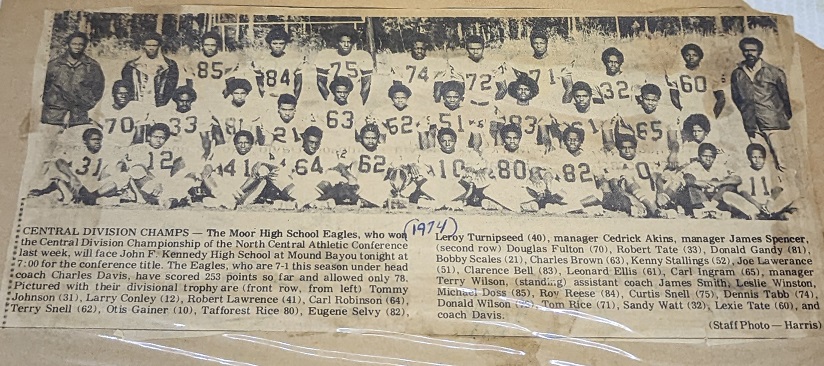 85 84 75 74 72 71 32 60
70 33 81 21 63 62 51 83 65
31 12 41 64 62 10 80 82 11
(1974)
CENTRAL DIVISION CHAMPS — The Moor High School Eagles, who won
the Central Division Championship of the North Central Athletic Conference
last week, will face John F. Kennedy High School at Mound Bayou tonight at
7:00 for the conference title. The Eagles, who are 7-1 this season under head
coach Charles Davis, have scored 253 points so far and allowed only 78.
Pictured with their divisional trophy are (front row, from left) Tommy
Johnson (31), Larry Conley (12), Robert Lawrence (41), Carl Robinson (64),
Terry Snell (62), Otis Gainer (10), Tafforest Rice 80), Eugene Selvy (82),
Leroy Turnipseed (40), manager Cedrick Akins, manager James Spencer,
(second row) Douglas Fulton (70), Robert Tate (33), Donald Gandy (81),
Bobby Scales (21), Charles Brown (63), Kenny Stallings (52), Joe Lawerance
(51), Clarence Bell (83), Leonard Ellis (61), Carl Ingram (65), manager
Terry Wilson, assistant coach James Smith, Leslie Winston,
Michael Doss (85), Roy Reese (84), Curtis Snell (75), Dennis Tabb (74),
Donald Wilson Tom Rice (71), Sandy Watt (32), Lexie Tate (60), and
coach Davis.
(Staff Photo — Harris)